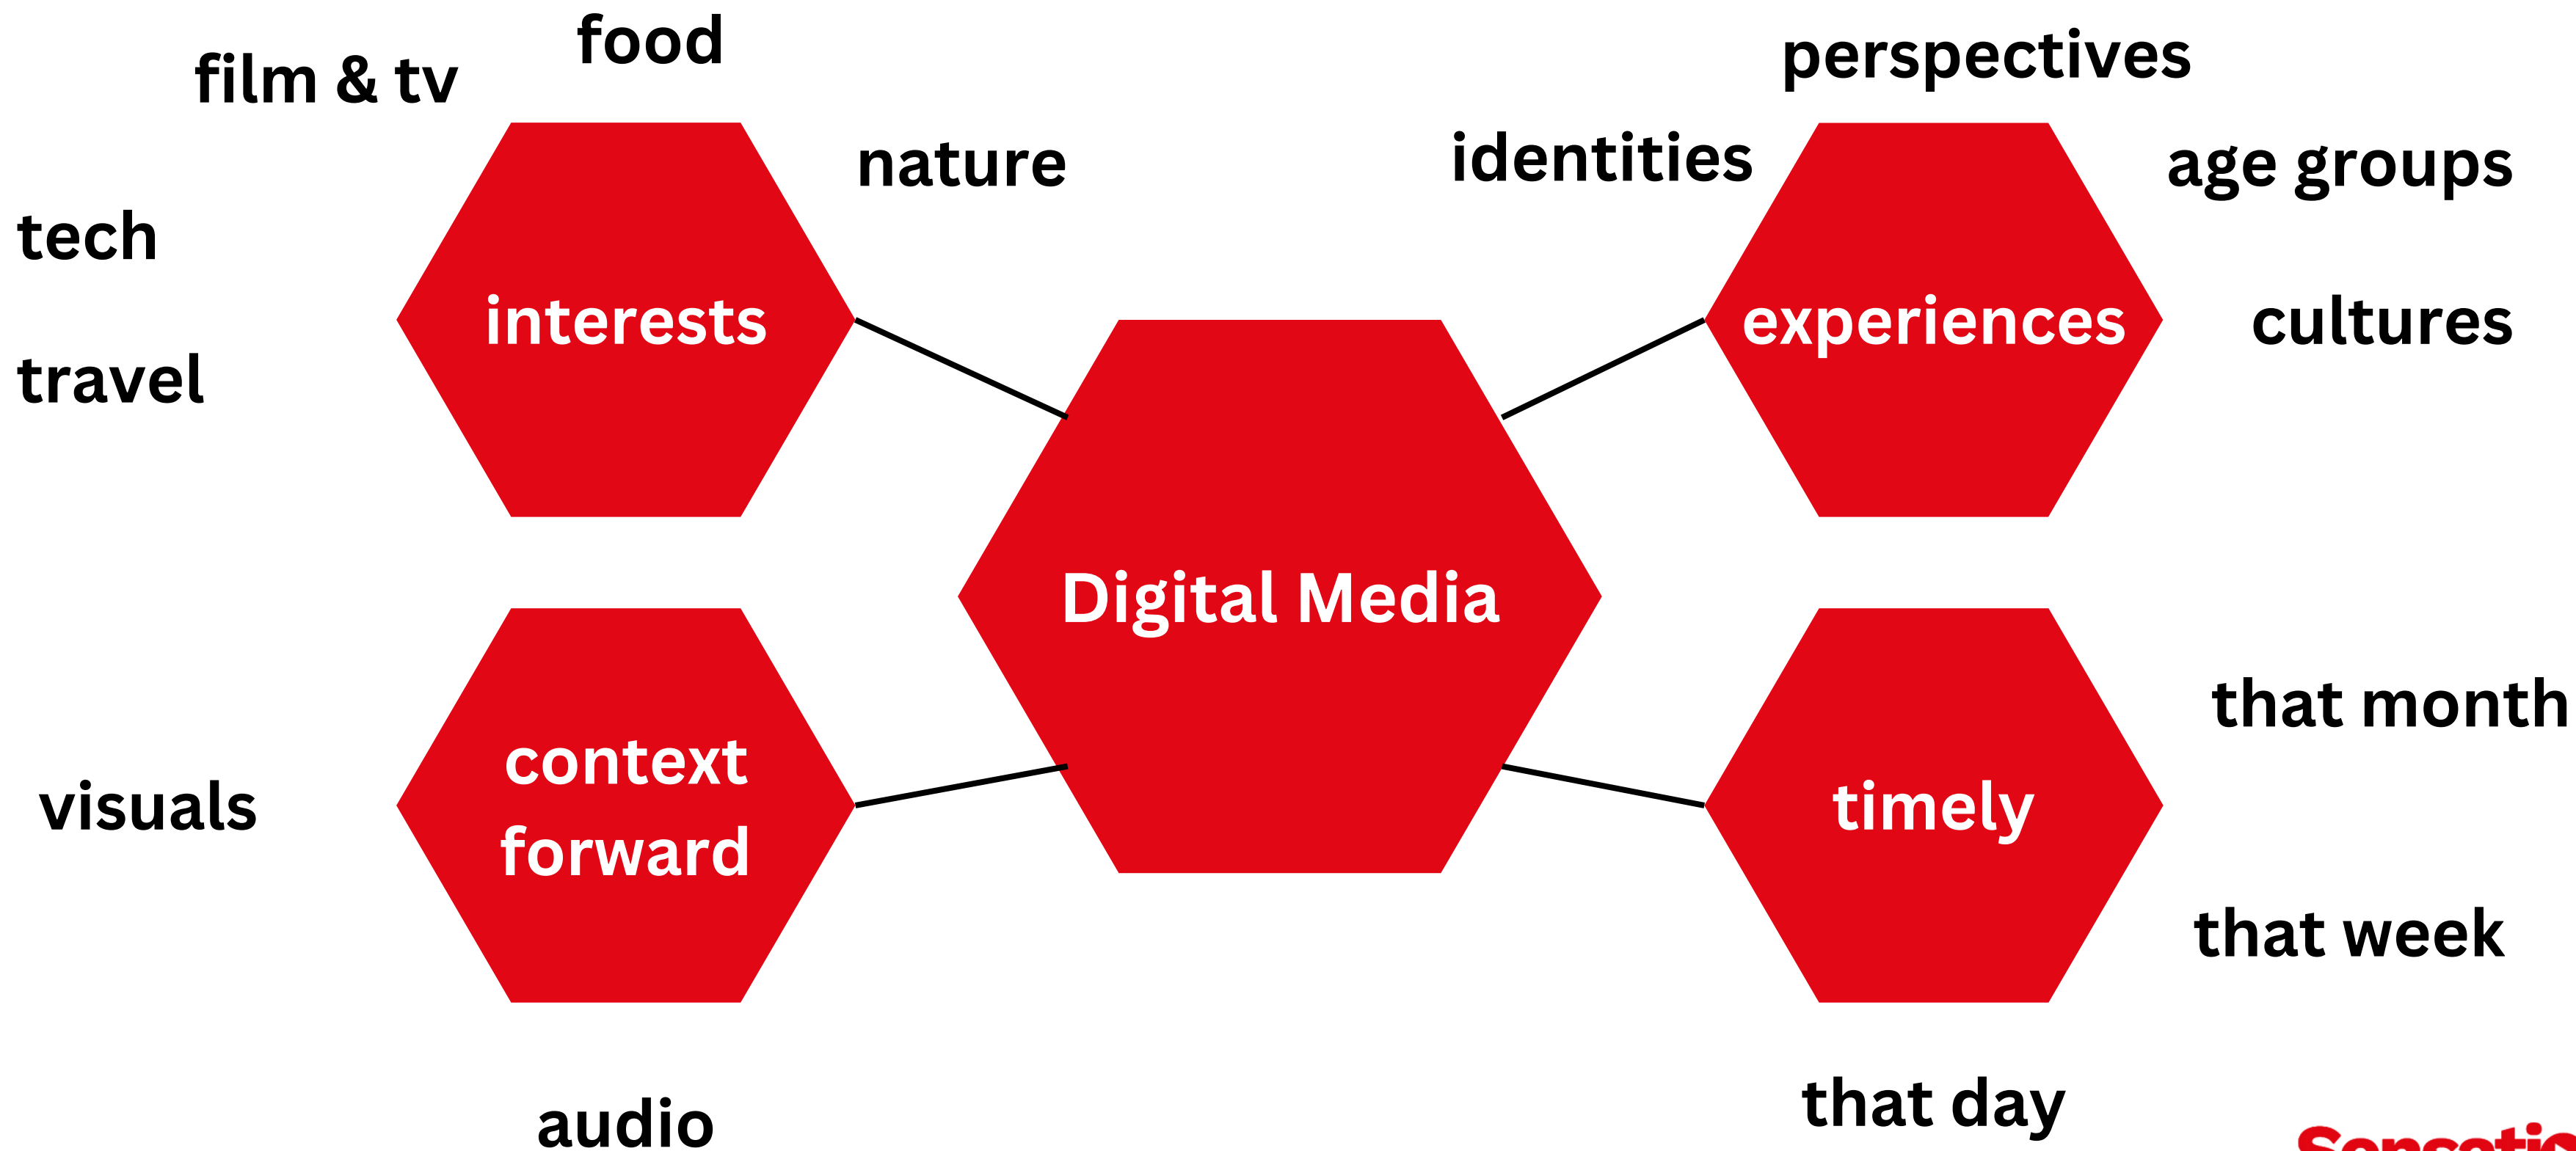 food
film & tv
nature
tech
travel
interests
perspectives
identities
age groups
cultures
experiences
Digital Media
context
forward
visuals
audio
timely
that month
that week
that day